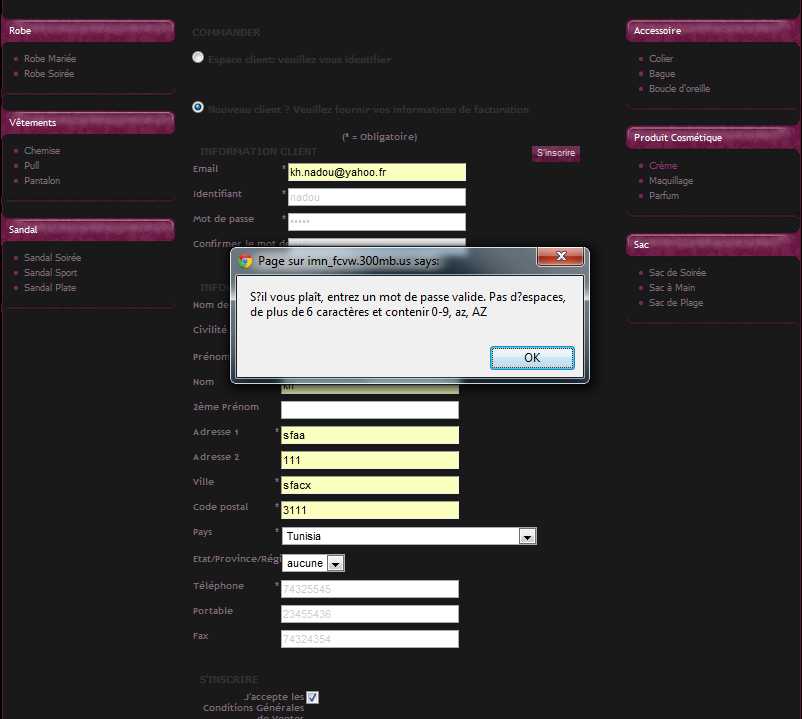 Robe
Robe Mariée
Robe Soirée
Vêtements
Chemise
Pull
Pantalon
Sandal
Sandal Soirée
Sandal Sport
Sandal Plate
COMMANDER
Espace client: veuillez vous identifier
Nouveau client ? Veuillez fournir vos informations de facturation
(* = Obligatoire)
INFORMATION CLIENT
S'inscrire
Email * kh.nadou@yahoo.fr
Identifiant * nadou
Mot de passe * •••••
Confirmer le mot de
Page sur imn_fcvw.300mb.us says:
S?il vous plaît, entrez un mot de passe valide. Pas d?espaces,
de plus de 6 caractères et contenir 0-9, az, AZ
OK
Nom de
Civilité
Prénom
Nom kh
2ème Prénom
Adresse 1 * sfaa
Adresse 2 111
Ville * sfacx
Code postal * 3111
Pays * Tunisia
Etat/Province/Régi aucune
Téléphone * 74325545
Portable 23455436
Fax 74324354
S'INSCRIRE
J'accepte les
Conditions Générales
de Ventes
Accessoire
Colier
Bague
Boucle d'oreille
Produit Cosmétique
Crème
Maquillage
Parfum
Sac
Sac de Soirée
Sac à Main
Sac de Plage